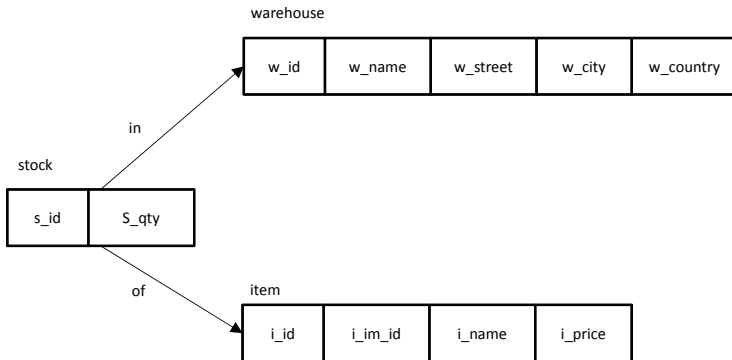 warehouse
w_id w_name w_street w_city w_country
in
stock
s_id S_qty
of
item
i_id i_im_id i_name i_price